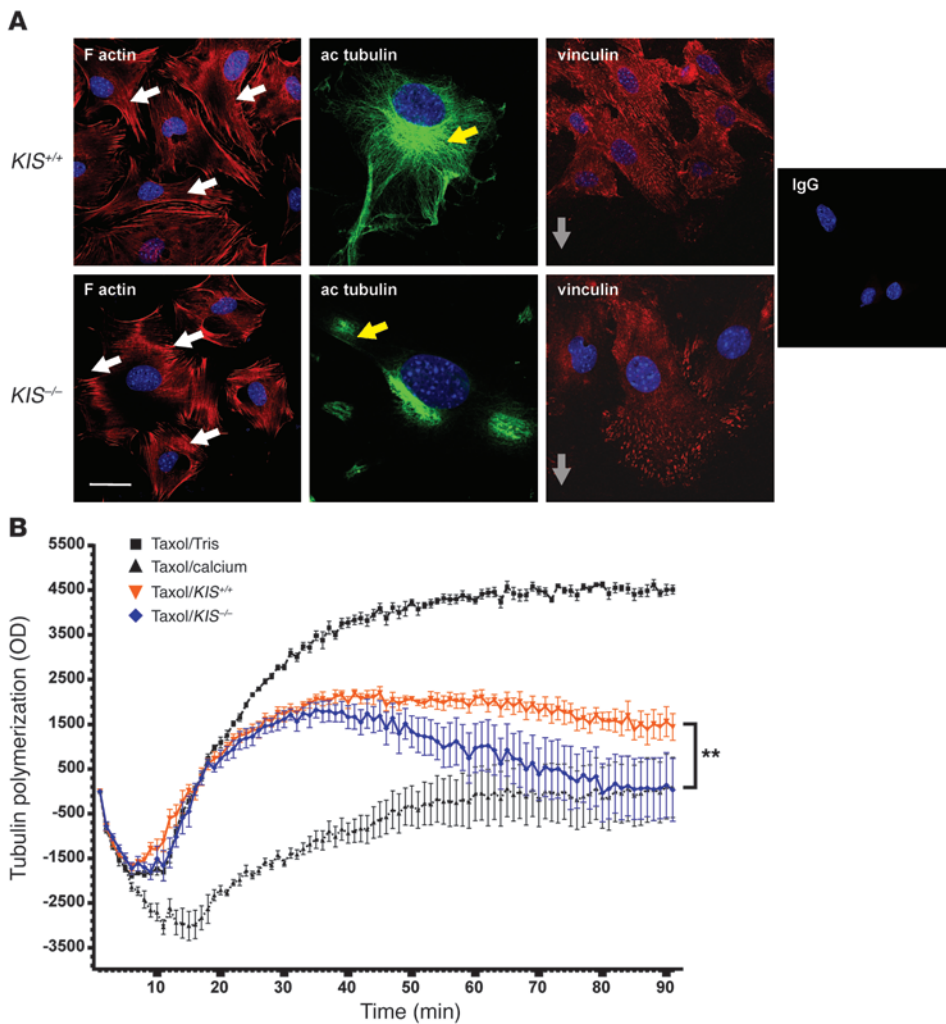 A
F actin
ac tubulin
vinculin
KIS+/+
IgG
F actin
ac tubulin
vinculin
KIS–/–
B
5500
4500
3500
2500
1500
500
-500
-1500
-2500
-3500
Tubulin polymerization (OD)
Taxol/Tris
Taxol/calcium
Taxol/KIS+/+
Taxol/KIS–/–
**
10 20 30 40 50 60 70 80 90
Time (min)